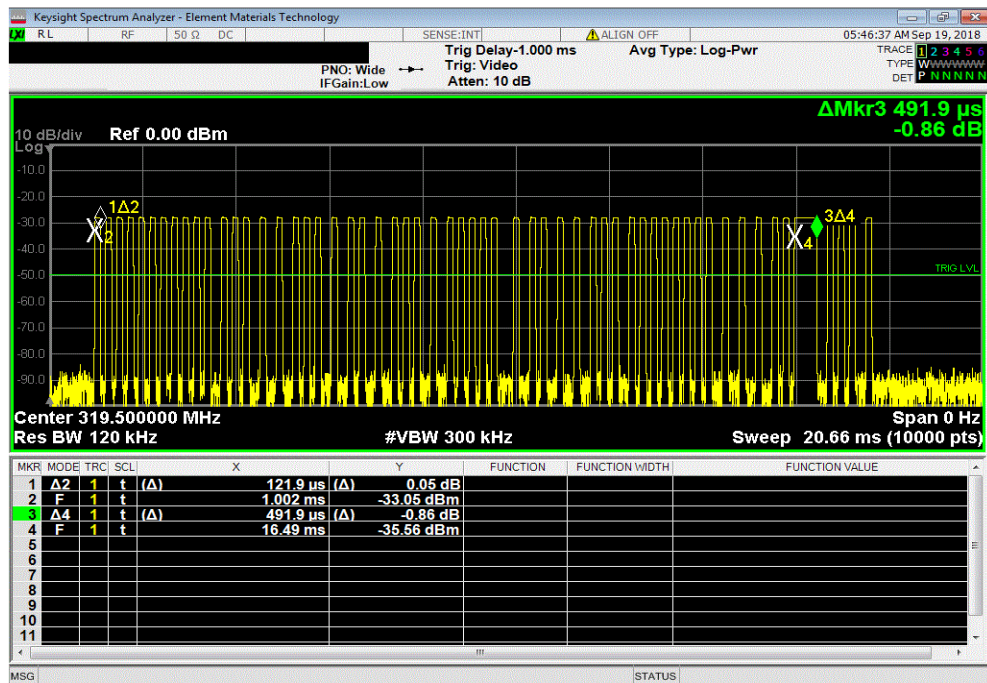 Keysight Spectrum Analyzer - Element Materials Technology
LXI RL RF 50 Ω DC SENSE:INT ALIGN OFF 05:46:37 AM Sep 19, 2018
Trig Delay-1.000 ms Avg Type: Log-Pwr TRACE 1 2 3 4 5 6
PNO: Wide Trig: Video TYPE WWWWWW
IFGain:Low Atten: 10 dB DET P N N N N N
ΔMkr3 491.9 µs
-0.86 dB
10 dB/div Ref 0.00 dBm
Log
-10.0
-20.0
1Δ2
3Δ4
-30.0
2
4
-40.0
-50.0
TRIG LVL
-60.0
-70.0
-80.0
-90.0
Center 319.500000 MHz Span 0 Hz
Res BW 120 kHz #VBW 300 kHz Sweep 20.66 ms (10000 pts)
MKR MODE TRC SCL X Y FUNCTION FUNCTION WIDTH FUNCTION VALUE
1 Δ2 1 t (Δ) 121.9 µs (Δ) 0.05 dB
2 F 1 t 1.002 ms -33.05 dBm
3 Δ4 1 t (Δ) 491.9 µs (Δ) -0.86 dB
4 F 1 t 16.49 ms -35.56 dBm
5
6
7
8
9
10
11
MSG STATUS